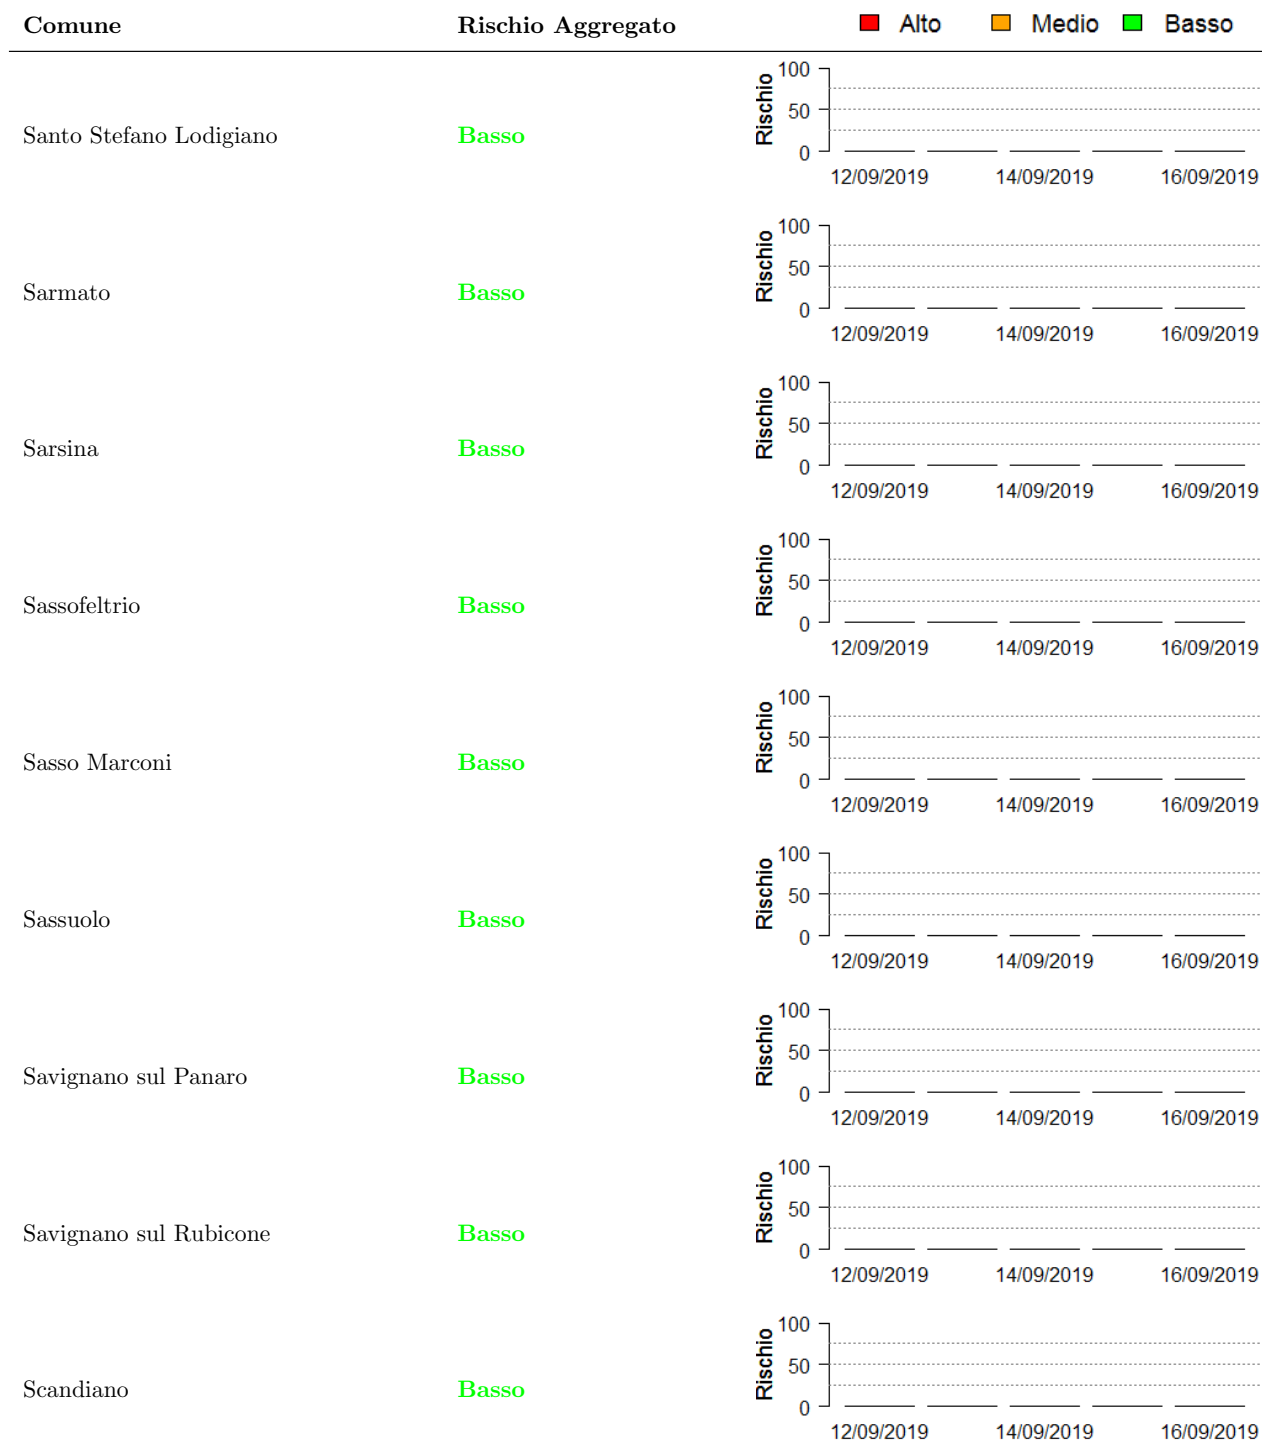 Comune Rischio Aggregato Alto Medio Basso
Santo Stefano Lodigiano Basso
Rischio
100
50
0
12/09/2019 14/09/2019 16/09/2019
Sarmato Basso
Rischio
100
50
0
12/09/2019 14/09/2019 16/09/2019
Sarsina Basso
Rischio
100
50
0
12/09/2019 14/09/2019 16/09/2019
Sassofeltrio Basso
Rischio
100
50
0
12/09/2019 14/09/2019 16/09/2019
Sasso Marconi Basso
Rischio
100
50
0
12/09/2019 14/09/2019 16/09/2019
Sassuolo Basso
Rischio
100
50
0
12/09/2019 14/09/2019 16/09/2019
Savignano sul Panaro Basso
Rischio
100
50
0
12/09/2019 14/09/2019 16/09/2019
Savignano sul Rubicone Basso
Rischio
100
50
0
12/09/2019 14/09/2019 16/09/2019
Scandiano Basso
Rischio
100
50
0
12/09/2019 14/09/2019 16/09/2019